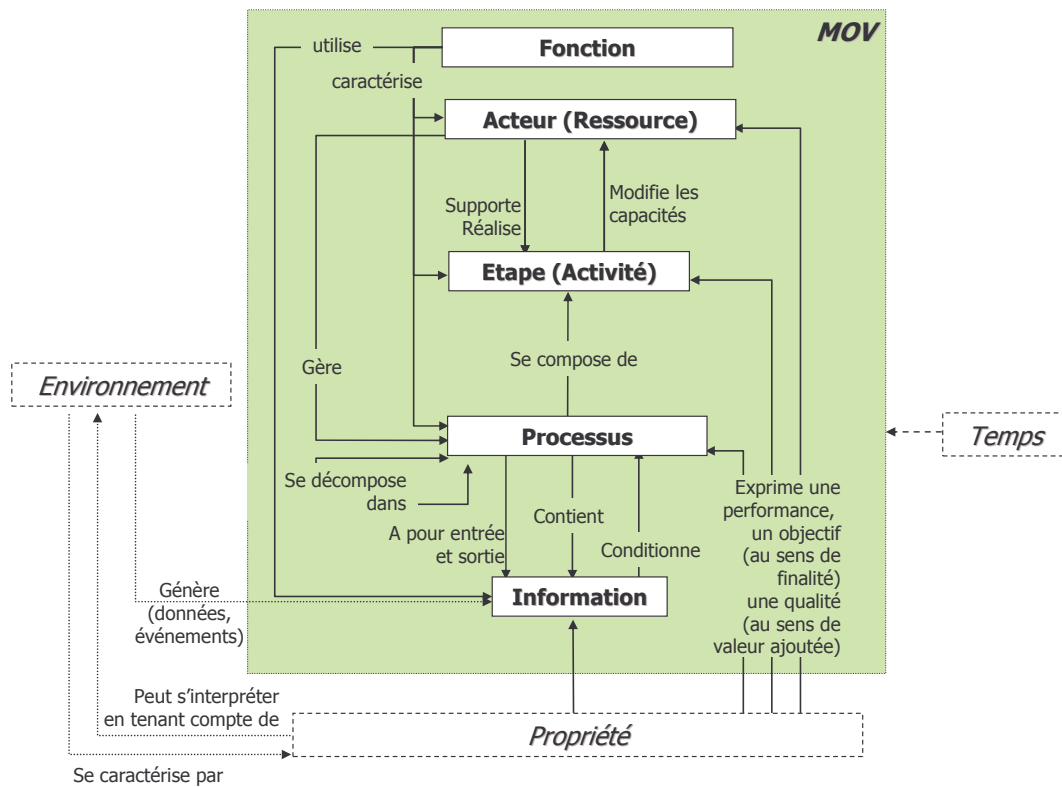 MOV
utilise
Fonction
caractérise
Acteur (Ressource)
Supporte
Réalise
Modifie les
capacités
Etape (Activité)
Se compose de
Gère
Environnement
Processus
Temps
Se décompose
dans
A pour entrée
et sortie
Contient
Conditionne
Exprime une
performance,
un objectif
(au sens de
finalité)
une qualité
(au sens de
valeur ajoutée)
Information
Génère
(données,
événements)
Peut s’interpréter
en tenant compte de
Propriété
Se caractérise par